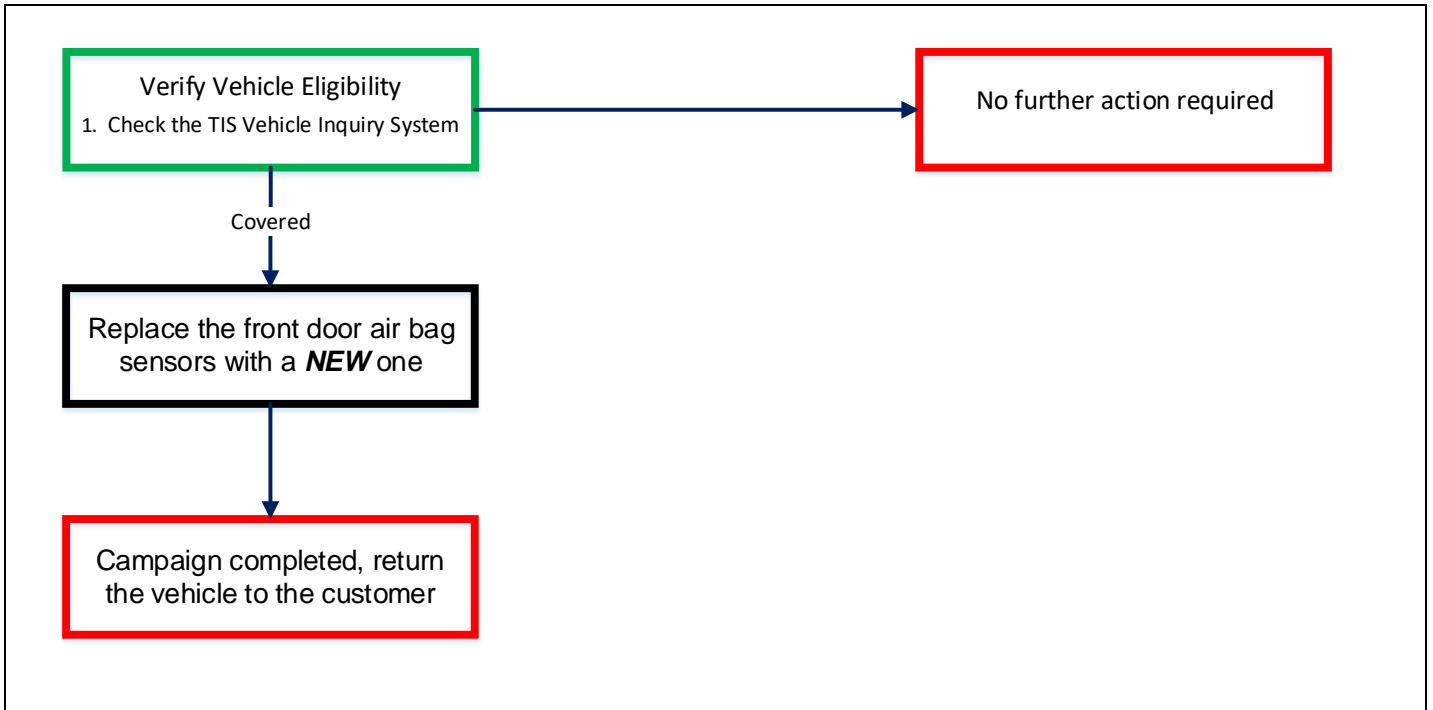 Verify Vehicle Eligibility
1. Check the TIS Vehicle Inquiry System
No further action required
Covered
Replace the front door air bag
sensors with a NEW one
Campaign completed, return
the vehicle to the customer